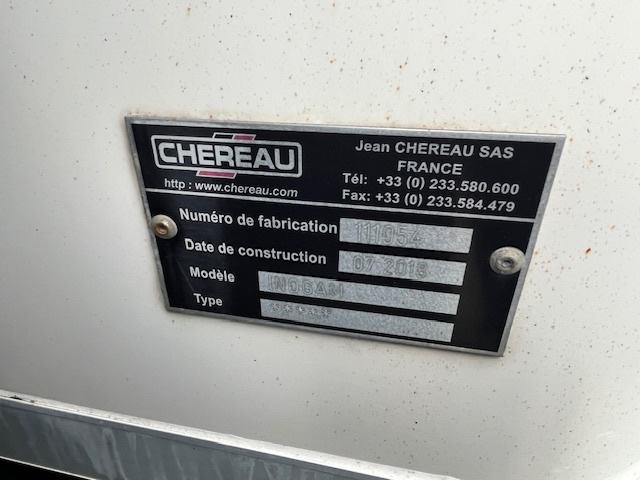 CHEREAU
http : www.chereau.com
Jean CHEREAU SAS
FRANCE
Tél: +33 (0) 233.580.600
Fax: +33 (0) 233.584.479
Numéro de fabrication 111054
Date de construction 07 2018
Modèle INOGAM
Type ******